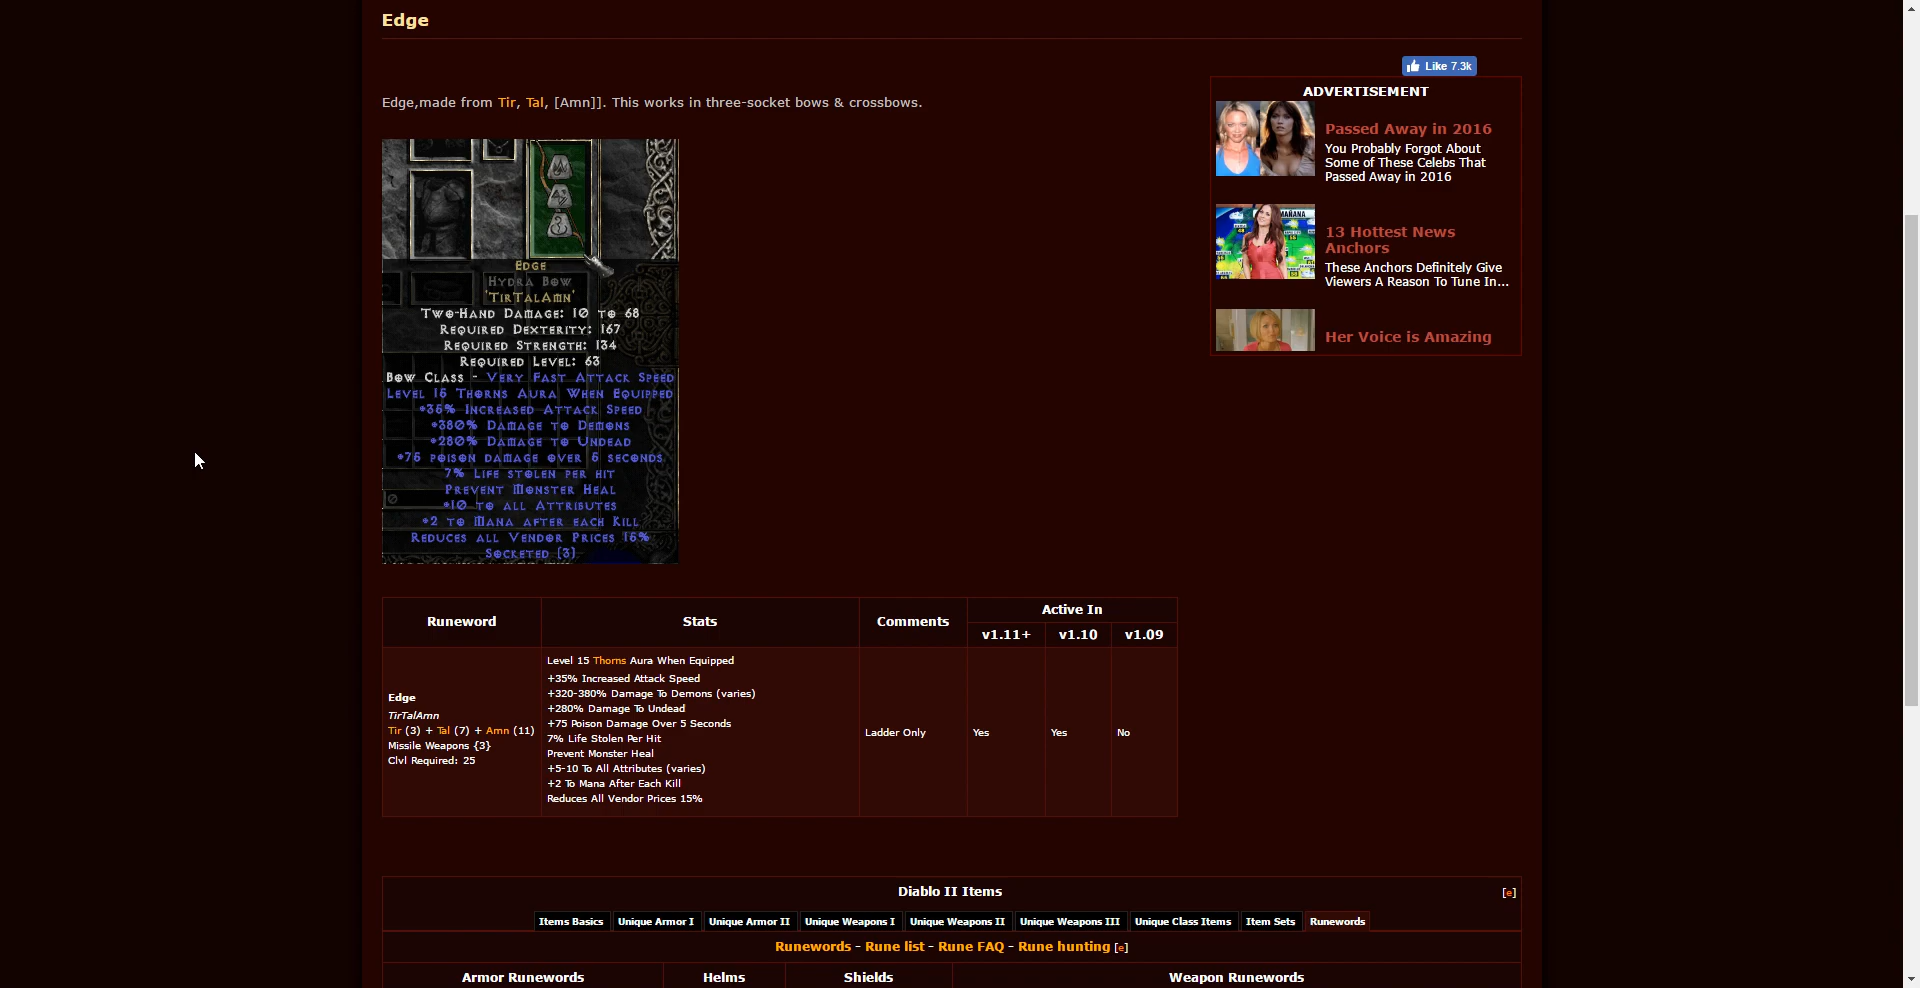 Edge
Like 7.3k
Edge,made from Tir, Tal, [Amn]]. This works in three-socket bows & crossbows.
ADVERTISEMENT
Passed Away in 2016
You Probably Forgot About
Some of These Celebs That
Passed Away in 2016
MAÑANA
13 Hottest News
Anchors
These Anchors Definitely Give
Viewers A Reason To Tune In...
Her Voice is Amazing
Edge
Hydra Bow
'TirTalAmn'
Two-Hand Damage: 10 to 68
Required Dexterity: 167
Required Strength: 134
Required Level: 63
Bow Class - Very Fast Attack Speed
Level 15 Thorns Aura When Equipped
+35% Increased Attack Speed
+380% Damage to Demons
+280% Damage to Undead
+75 poison damage over 5 seconds
7% Life stolen per hit
Prevent Monster Heal
+10 to all Attributes
+2 to Mana after each Kill
Reduces all Vendor Prices 15%
Socketed (3)
Runeword Stats Comments Active In
v1.11+ v1.10 v1.09
Edge
TirTalAmn
Tir (3) + Tal (7) + Amn (11)
Missile Weapons {3}
Clvl Required: 25
Level 15 Thorns Aura When Equipped
+35% Increased Attack Speed
+320-380% Damage To Demons (varies)
+280% Damage To Undead
+75 Poison Damage Over 5 Seconds
7% Life Stolen Per Hit
Prevent Monster Heal
+5-10 To All Attributes (varies)
+2 To Mana After Each Kill
Reduces All Vendor Prices 15%
Ladder Only
Yes Yes No
Diablo II Items [e]
Items Basics Unique Armor I Unique Armor II Unique Weapons I Unique Weapons II Unique Weapons III Unique Class Items Item Sets Runewords
Runewords - Rune list - Rune FAQ - Rune hunting [e]
Armor Runewords Helms Shields Weapon Runewords